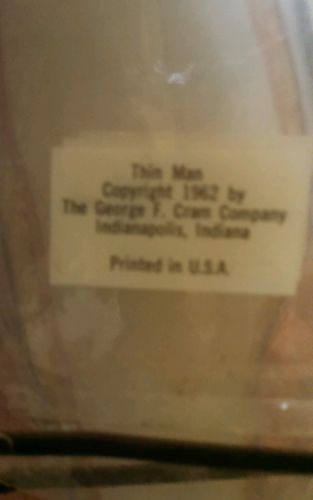 Thin Man
Copyright 1962 by
The George F. Cram Company
Indianapolis, Indiana
Printed in U.S.A.